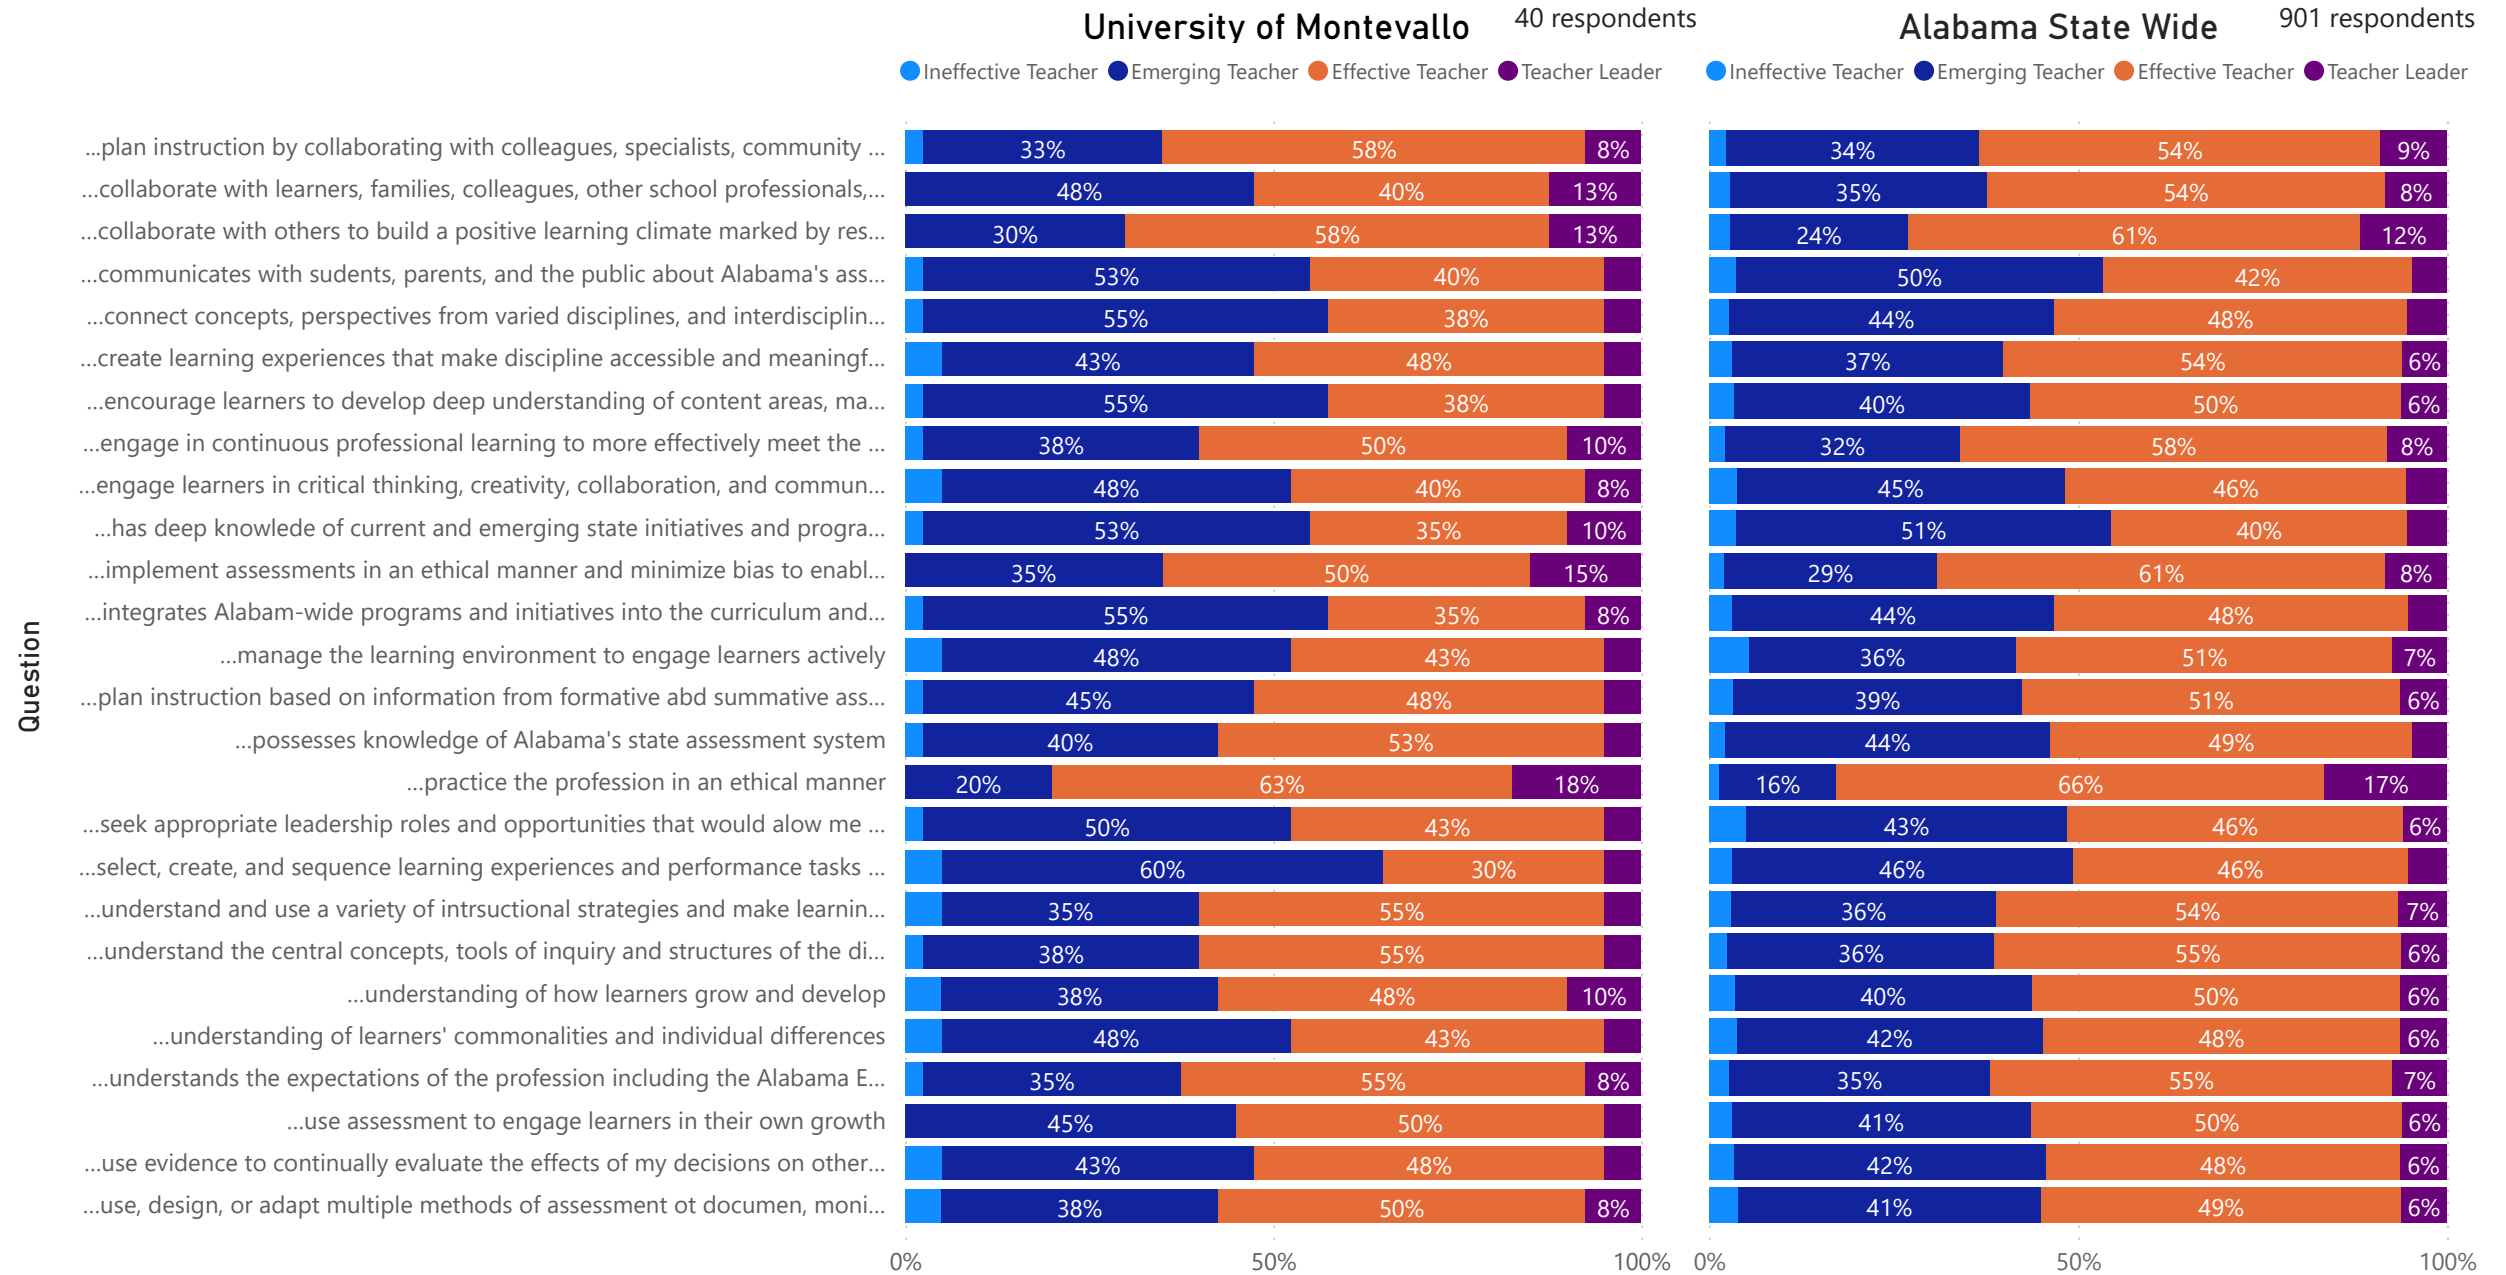 University of Montevallo 40 respondents Alabama State Wide 901 respondents
Ineffective Teacher Emerging Teacher Effective Teacher Teacher Leader Ineffective Teacher Emerging Teacher Effective Teacher Teacher Leader
...plan instruction by collaborating with colleagues, specialists, community ... 33% 58% 8% 34% 54% 9%
...collaborate with learners, families, colleagues, other school professionals,... 48% 40% 13% 35% 54% 8%
...collaborate with others to build a positive learning climate marked by res... 30% 58% 13% 24% 61% 12%
...communicates with sudents, parents, and the public about Alabama's ass... 53% 40% 50% 42%
...connect concepts, perspectives from varied disciplines, and interdisciplin... 55% 38% 44% 48%
...create learning experiences that make discipline accessible and meaningf... 43% 48% 37% 54% 6%
...encourage learners to develop deep understanding of content areas, ma... 55% 38% 40% 50% 6%
...engage in continuous professional learning to more effectively meet the ... 38% 50% 10% 32% 58% 8%
...engage learners in critical thinking, creativity, collaboration, and commun... 48% 40% 8% 45% 46%
...has deep knowlede of current and emerging state initiatives and progra... 53% 35% 10% 51% 40%
...implement assessments in an ethical manner and minimize bias to enabl... 35% 50% 15% 29% 61% 8%
...integrates Alabam-wide programs and initiatives into the curriculum and... 55% 35% 8% 44% 48%
...manage the learning environment to engage learners actively 48% 43% 36% 51% 7%
...plan instruction based on information from formative abd summative ass... 45% 48% 39% 51% 6%
...possesses knowledge of Alabama's state assessment system 40% 53% 44% 49%
...practice the profession in an ethical manner 20% 63% 18% 16% 66% 17%
...seek appropriate leadership roles and opportunities that would alow me ... 50% 43% 43% 46% 6%
...select, create, and sequence learning experiences and performance tasks ... 60% 30% 46% 46%
...understand and use a variety of intrsuctional strategies and make learnin... 35% 55% 36% 54% 7%
...understand the central concepts, tools of inquiry and structures of the di... 38% 55% 36% 55% 6%
...understanding of how learners grow and develop 38% 48% 10% 40% 50% 6%
...understanding of learners' commonalities and individual differences 48% 43% 42% 48% 6%
...understands the expectations of the profession including the Alabama E... 35% 55% 8% 35% 55% 7%
...use assessment to engage learners in their own growth 45% 50% 41% 50% 6%
...use evidence to continually evaluate the effects of my decisions on other... 43% 48% 42% 48% 6%
...use, design, or adapt multiple methods of assessment ot documen, moni... 38% 50% 8% 41% 49% 6%
0% 50% 100% 0% 50% 100%
Question